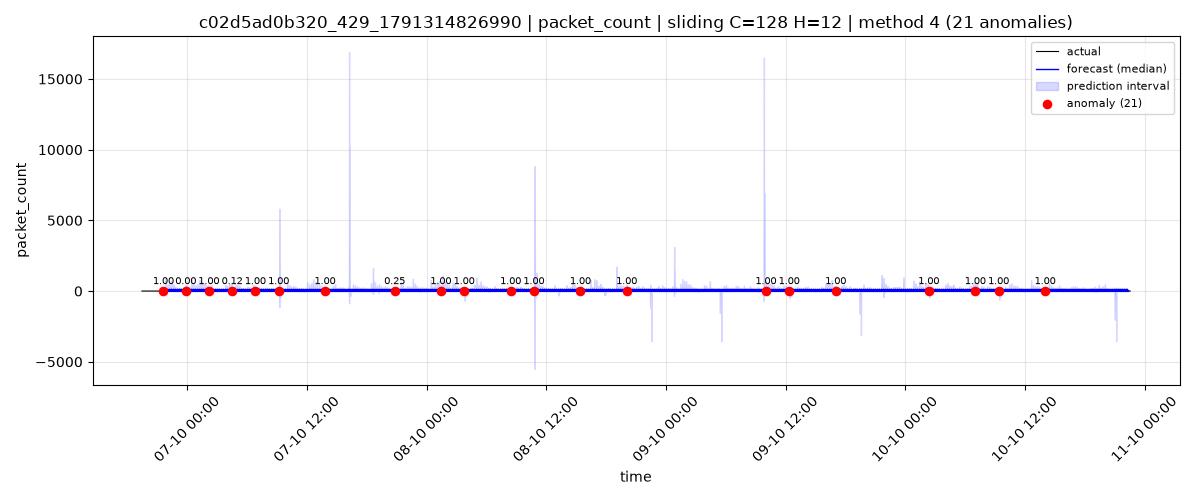 c02d5ad0b320_429_1791314826990 | packet_count | sliding C=128 H=12 | method 4 (21 anomalies)
actual
forecast (median)
prediction interval
anomaly (21)
packet_count
15000
10000
5000
0
−5000
1.00 0.00 1.00 0.12 1.00 1.00 1.00 0.25 1.00 1.00 1.00 1.00 1.00 1.00 1.00 1.00 1.00 1.00 1.00 1.00 1.00
07-10 00:00
07-10 12:00
08-10 00:00
08-10 12:00
09-10 00:00
09-10 12:00
10-10 00:00
10-10 12:00
11-10 00:00
time